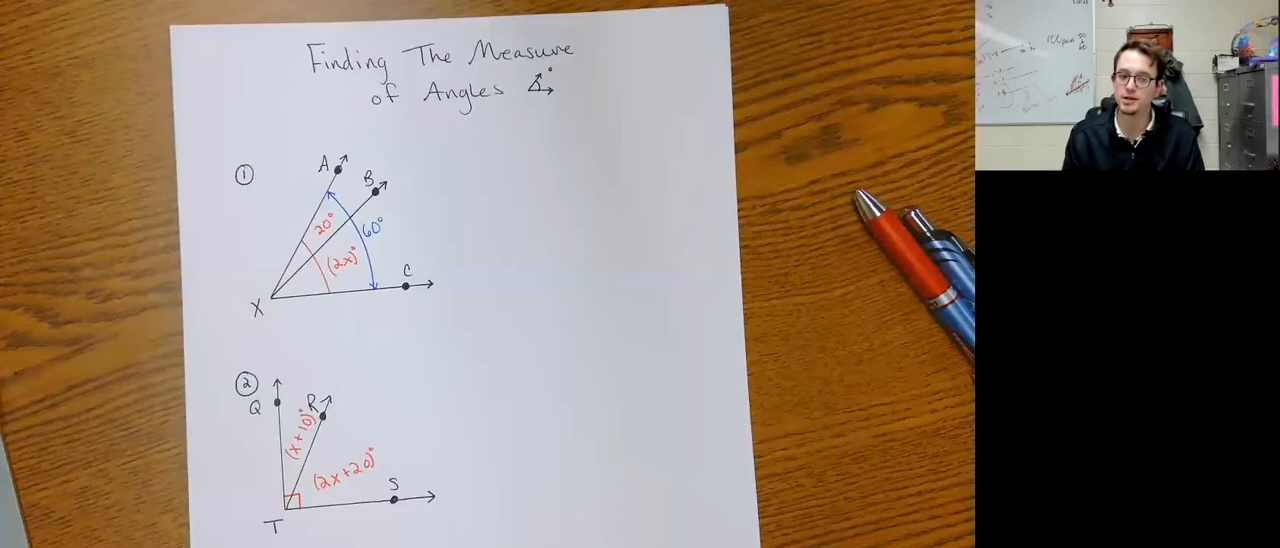 Finding The Measure
of Angles
①
A
B
20°
60°
(2x)°
C
X
②
Q
R
(x+10)°
(2x+20)°
S
T